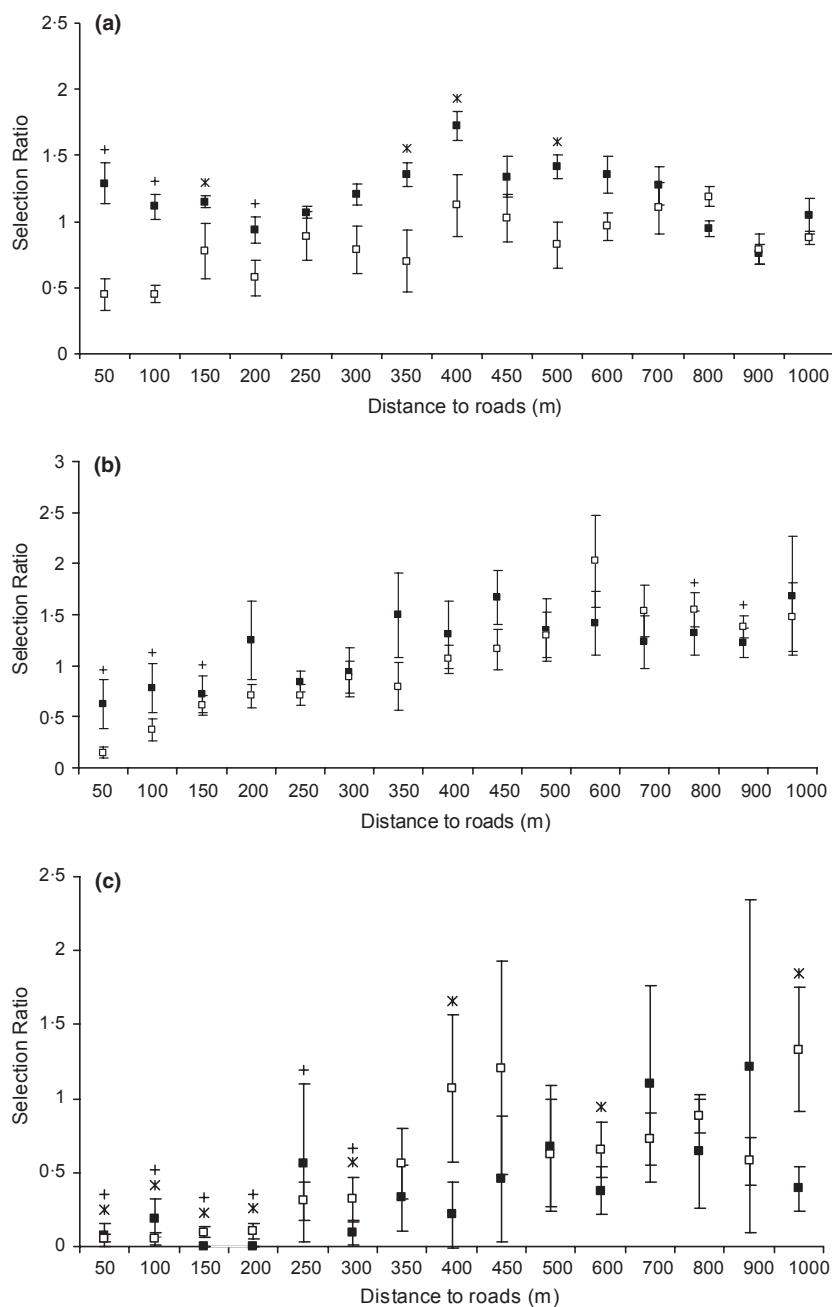 (a)
2·5
2
1·5
1
0·5
0
Selection Ratio
+ + * + * * *
50 100 150 200 250 300 350 400 450 500 600 700 800 900 1000
Distance to roads (m)
(b)
3
2·5
2
1·5
1
0·5
0
Selection Ratio
+ + + + +
50 100 150 200 250 300 350 400 450 500 600 700 800 900 1000
Distance to roads (m)
(c)
2·5
2
1·5
1
0·5
0
Selection Ratio
+ + + + + + * * *
* * * * *
50 100 150 200 250 300 350 400 450 500 600 700 800 900 1000
Distance to roads (m)